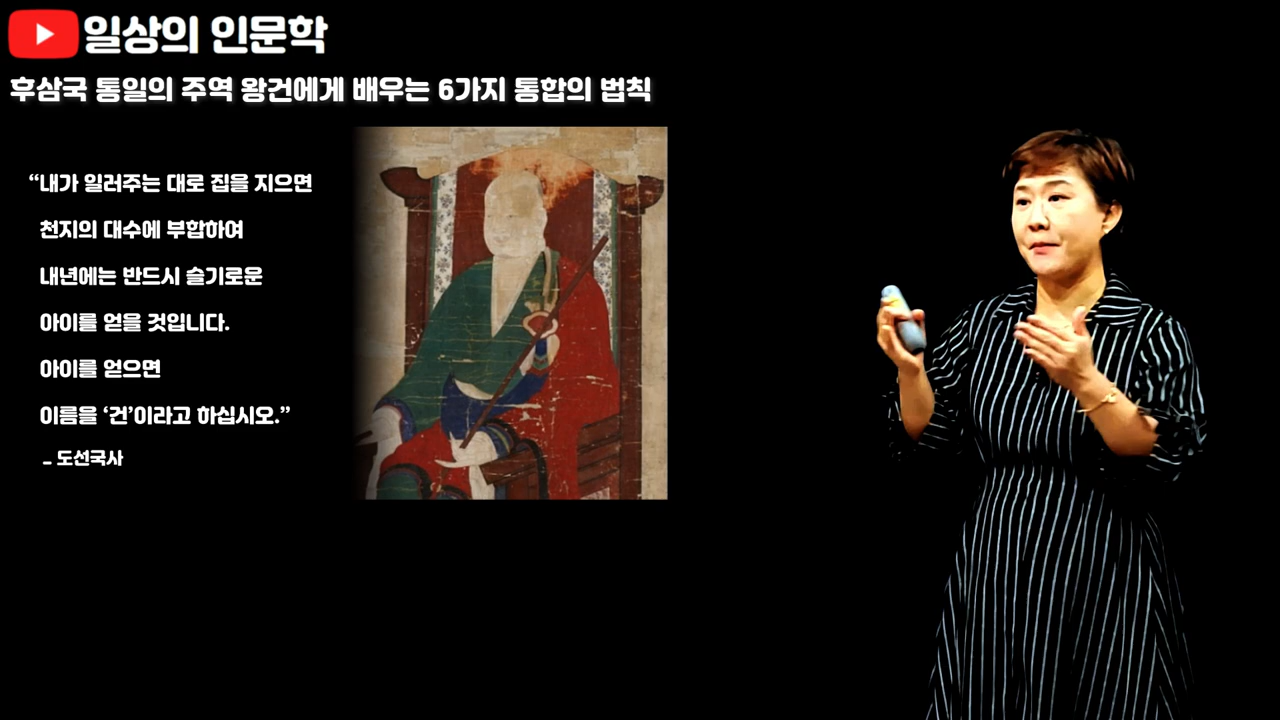 일상의 인문학
후삼국 통일의 주역 왕건에게 배우는 6가지 통합의 법칙
“내가 일러주는 대로 집을 지으면
천지의 대수에 부합하여
내년에는 반드시 슬기로운
아이를 얻을 것입니다.
아이를 얻으면
이름을 ‘건’이라고 하십시오.”
- 도선국사